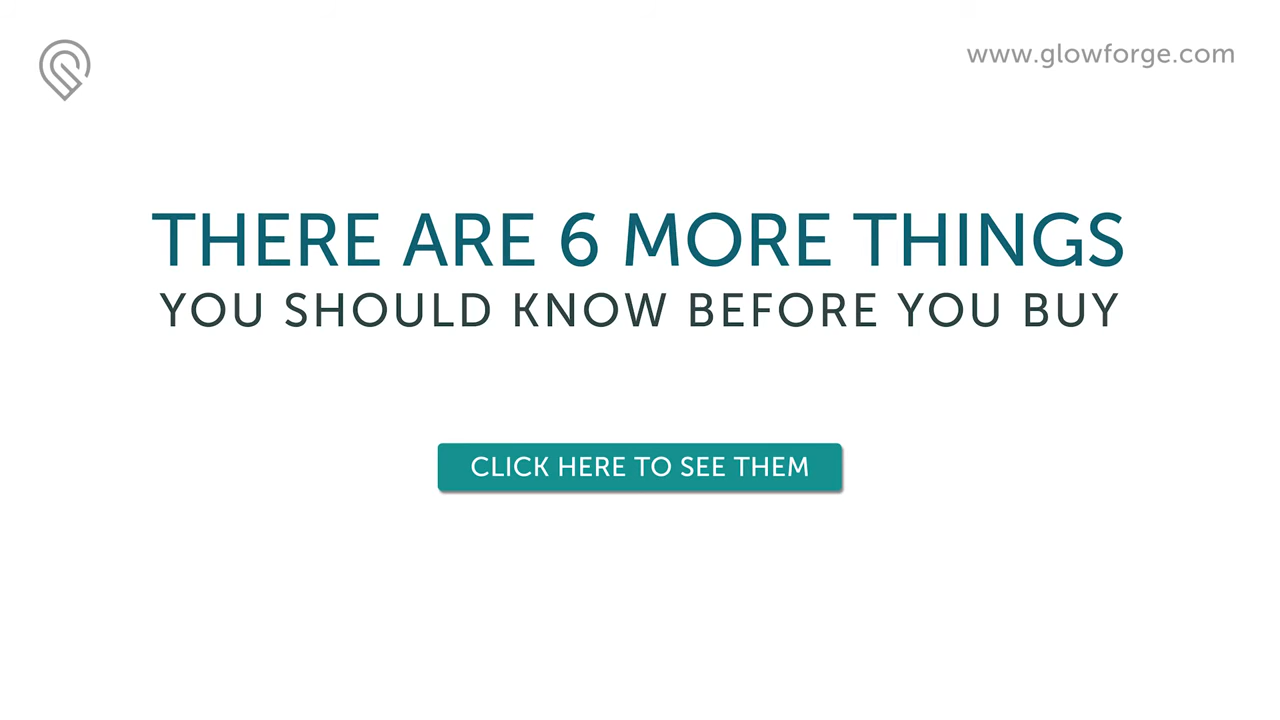 www.glowforge.com
THERE ARE 6 MORE THINGS
YOU SHOULD KNOW BEFORE YOU BUY
CLICK HERE TO SEE THEM